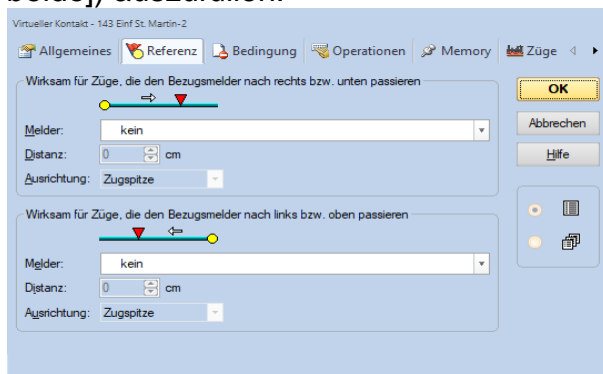 beide]) auszufüllen.
Virtueller Kontakt - 143 Einf St. Martin-2
Allgemeines Referenz Bedingung Operationen Memory Züge
Wirksam für Züge, die den Bezugsmelder nach rechts bzw. unten passieren
OK
Melder: kein
Abbrechen
Distanz: 0 cm
Hilfe
Ausrichtung: Zugspitze
Wirksam für Züge, die den Bezugsmelder nach links bzw. oben passieren
Melder: kein
Distanz: 0 cm
Ausrichtung: Zugspitze